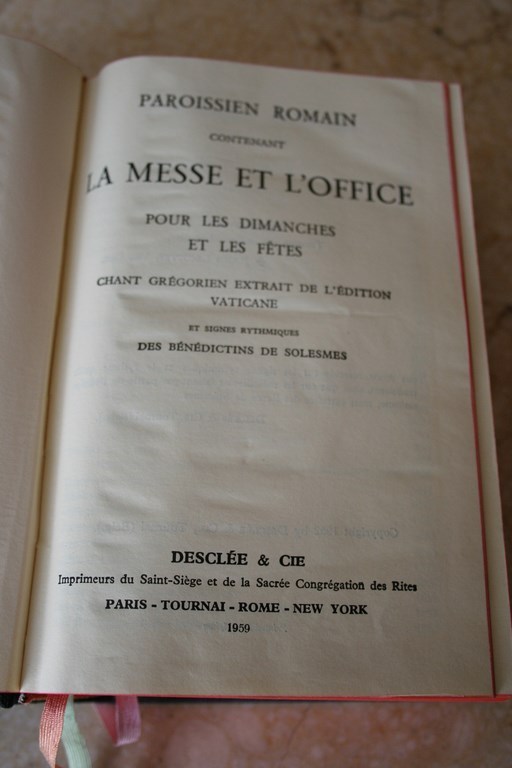 PAROISSIEN ROMAIN
CONTENANT
LA MESSE ET L'OFFICE
POUR LES DIMANCHES
ET LES FÊTES
CHANT GRÉGORIEN EXTRAIT DE L'ÉDITION
VATICANE
ET SIGNES RYTHMIQUES
DES BÉNÉDICTINS DE SOLESMES
DESCLÉE & CIE
Imprimeurs du Saint-Siège et de la Sacrée Congrégation des Rites
PARIS - TOURNAI - ROME - NEW YORK
1959